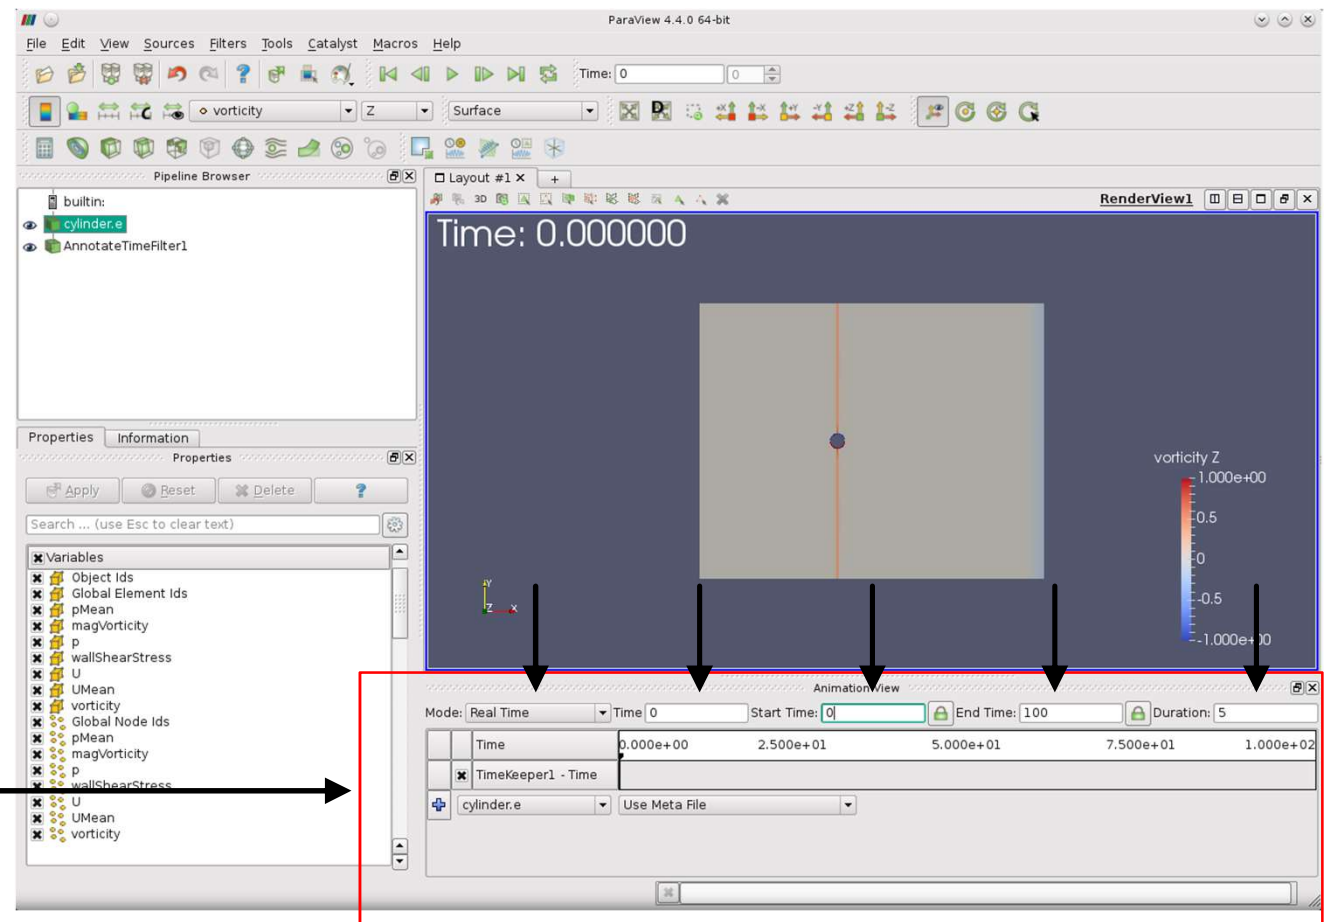 ParaView 4.4.0 64-bit
File Edit View Sources Filters Tools Catalyst Macros Help
Time: 0 0
vorticity Z Surface
Pipeline Browser
builtin:
cylinder.e
AnnotateTimeFilter1
Layout #1 +
3D RenderView1
Time: 0.000000
vorticity Z
1.000e+00
0.5
0
-0.5
-1.000e+00
Y
Z X
Properties Information
Properties
Apply Reset Delete ?
Search ... (use Esc to clear text)
Variables
Object Ids
Global Element Ids
pMean
magVorticity
p
wallShearStress
U
UMean
vorticity
Global Node Ids
pMean
magVorticity
p
wallShearStress
U
UMean
vorticity
Animation View
Mode: Real Time Time 0 Start Time: 0 End Time: 100 Duration: 5
Time 0.000e+00 2.500e+01 5.000e+01 7.500e+01 1.000e+02
TimeKeeper1 - Time
cylinder.e Use Meta File